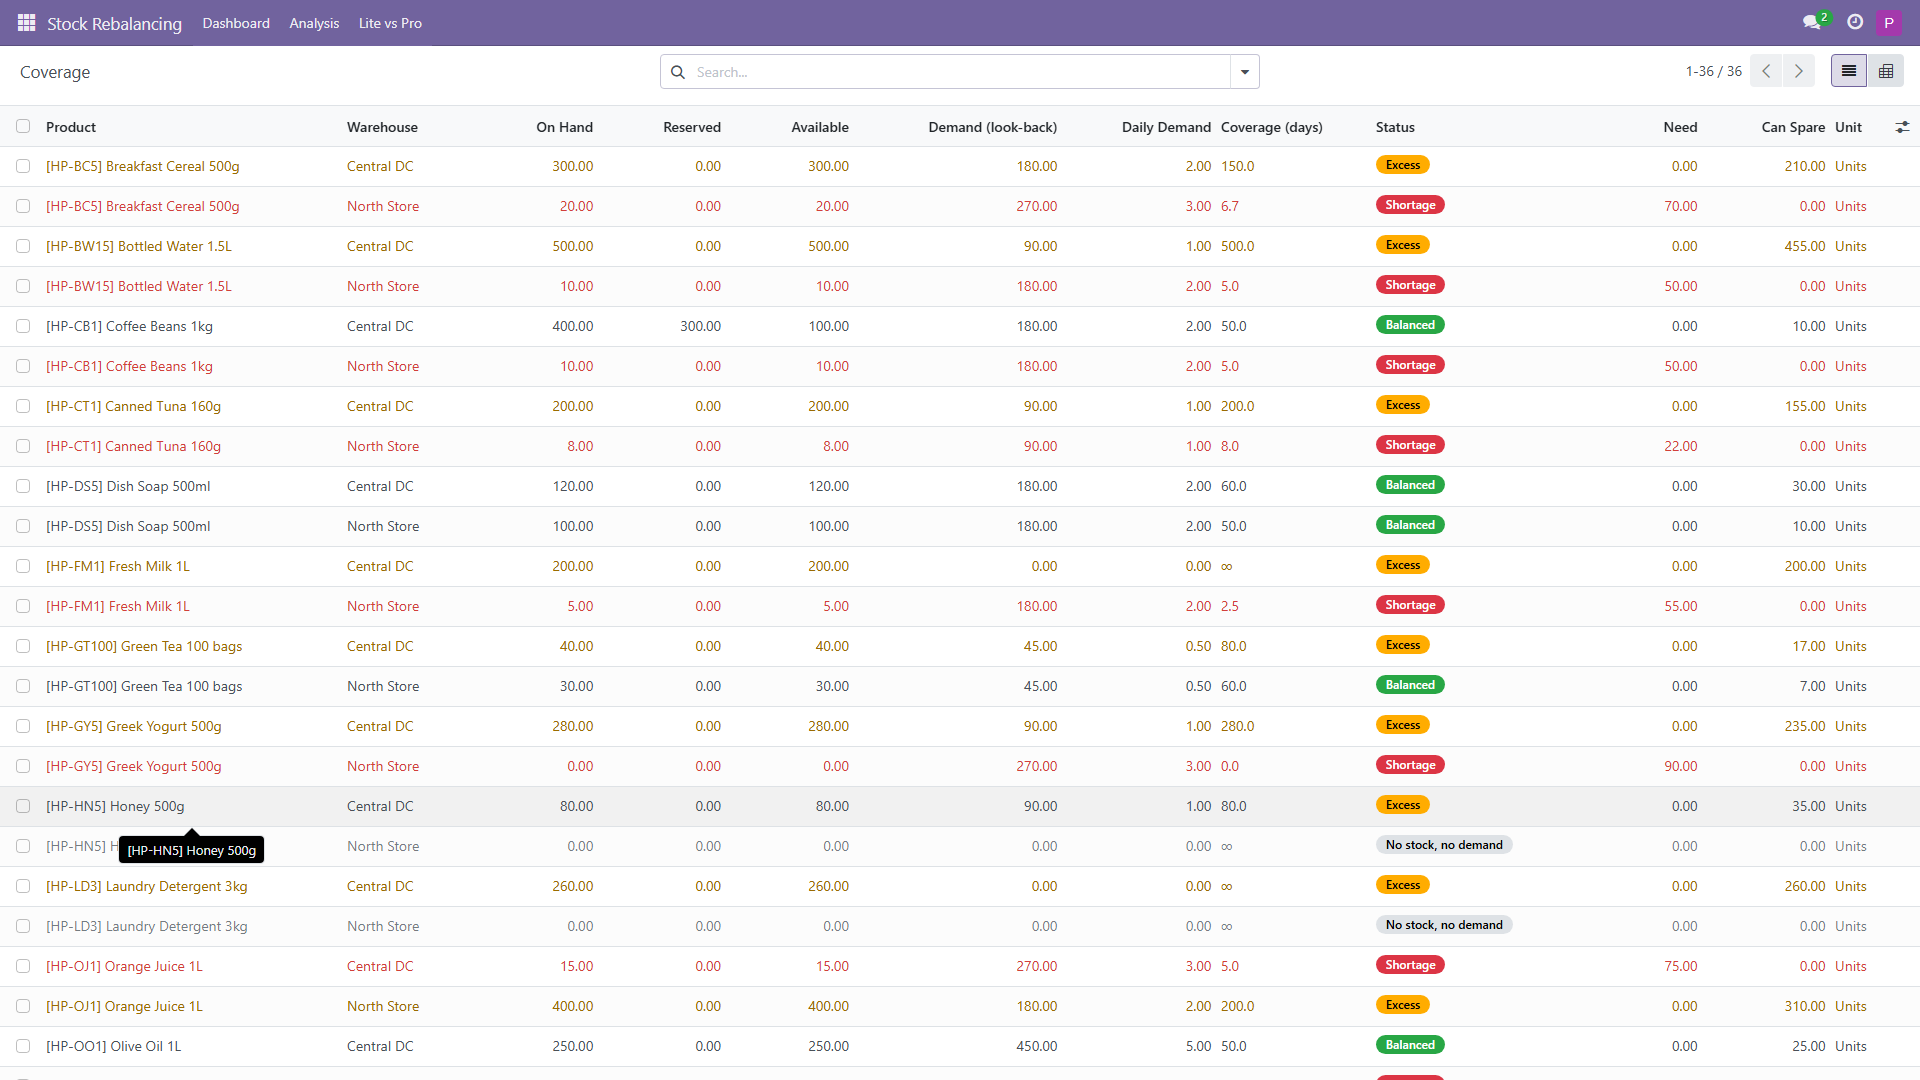 Stock Rebalancing Dashboard Analysis Lite vs Pro 2 P
Coverage Search... 1-36 / 36
Product Warehouse On Hand Reserved Available Demand (look-back) Daily Demand Coverage (days) Status Need Can Spare Unit
[HP-BC5] Breakfast Cereal 500g Central DC 300.00 0.00 300.00 180.00 2.00 150.0 Excess 0.00 210.00 Units
[HP-BC5] Breakfast Cereal 500g North Store 20.00 0.00 20.00 270.00 3.00 6.7 Shortage 70.00 0.00 Units
[HP-BW15] Bottled Water 1.5L Central DC 500.00 0.00 500.00 90.00 1.00 500.0 Excess 0.00 455.00 Units
[HP-BW15] Bottled Water 1.5L North Store 10.00 0.00 10.00 180.00 2.00 5.0 Shortage 50.00 0.00 Units
[HP-CB1] Coffee Beans 1kg Central DC 400.00 300.00 100.00 180.00 2.00 50.0 Balanced 0.00 10.00 Units
[HP-CB1] Coffee Beans 1kg North Store 10.00 0.00 10.00 180.00 2.00 5.0 Shortage 50.00 0.00 Units
[HP-CT1] Canned Tuna 160g Central DC 200.00 0.00 200.00 90.00 1.00 200.0 Excess 0.00 155.00 Units
[HP-CT1] Canned Tuna 160g North Store 8.00 0.00 8.00 90.00 1.00 8.0 Shortage 22.00 0.00 Units
[HP-DS5] Dish Soap 500ml Central DC 120.00 0.00 120.00 180.00 2.00 60.0 Balanced 0.00 30.00 Units
[HP-DS5] Dish Soap 500ml North Store 100.00 0.00 100.00 180.00 2.00 50.0 Balanced 0.00 10.00 Units
[HP-FM1] Fresh Milk 1L Central DC 200.00 0.00 200.00 0.00 0.00 ∞ Excess 0.00 200.00 Units
[HP-FM1] Fresh Milk 1L North Store 5.00 0.00 5.00 180.00 2.00 2.5 Shortage 55.00 0.00 Units
[HP-GT100] Green Tea 100 bags Central DC 40.00 0.00 40.00 45.00 0.50 80.0 Excess 0.00 17.00 Units
[HP-GT100] Green Tea 100 bags North Store 30.00 0.00 30.00 45.00 0.50 60.0 Balanced 0.00 7.00 Units
[HP-GY5] Greek Yogurt 500g Central DC 280.00 0.00 280.00 90.00 1.00 280.0 Excess 0.00 235.00 Units
[HP-GY5] Greek Yogurt 500g North Store 0.00 0.00 0.00 270.00 3.00 0.0 Shortage 90.00 0.00 Units
[HP-HN5] Honey 500g Central DC 80.00 0.00 80.00 90.00 1.00 80.0 Excess 0.00 35.00 Units
[HP-HN5] H [HP-HN5] Honey 500g North Store 0.00 0.00 0.00 0.00 0.00 ∞ No stock, no demand 0.00 0.00 Units
[HP-LD3] Laundry Detergent 3kg Central DC 260.00 0.00 260.00 0.00 0.00 ∞ Excess 0.00 260.00 Units
[HP-LD3] Laundry Detergent 3kg North Store 0.00 0.00 0.00 0.00 0.00 ∞ No stock, no demand 0.00 0.00 Units
[HP-OJ1] Orange Juice 1L Central DC 15.00 0.00 15.00 270.00 3.00 5.0 Shortage 75.00 0.00 Units
[HP-OJ1] Orange Juice 1L North Store 400.00 0.00 400.00 180.00 2.00 200.0 Excess 0.00 310.00 Units
[HP-OO1] Olive Oil 1L Central DC 250.00 0.00 250.00 450.00 5.00 50.0 Balanced 0.00 25.00 Units